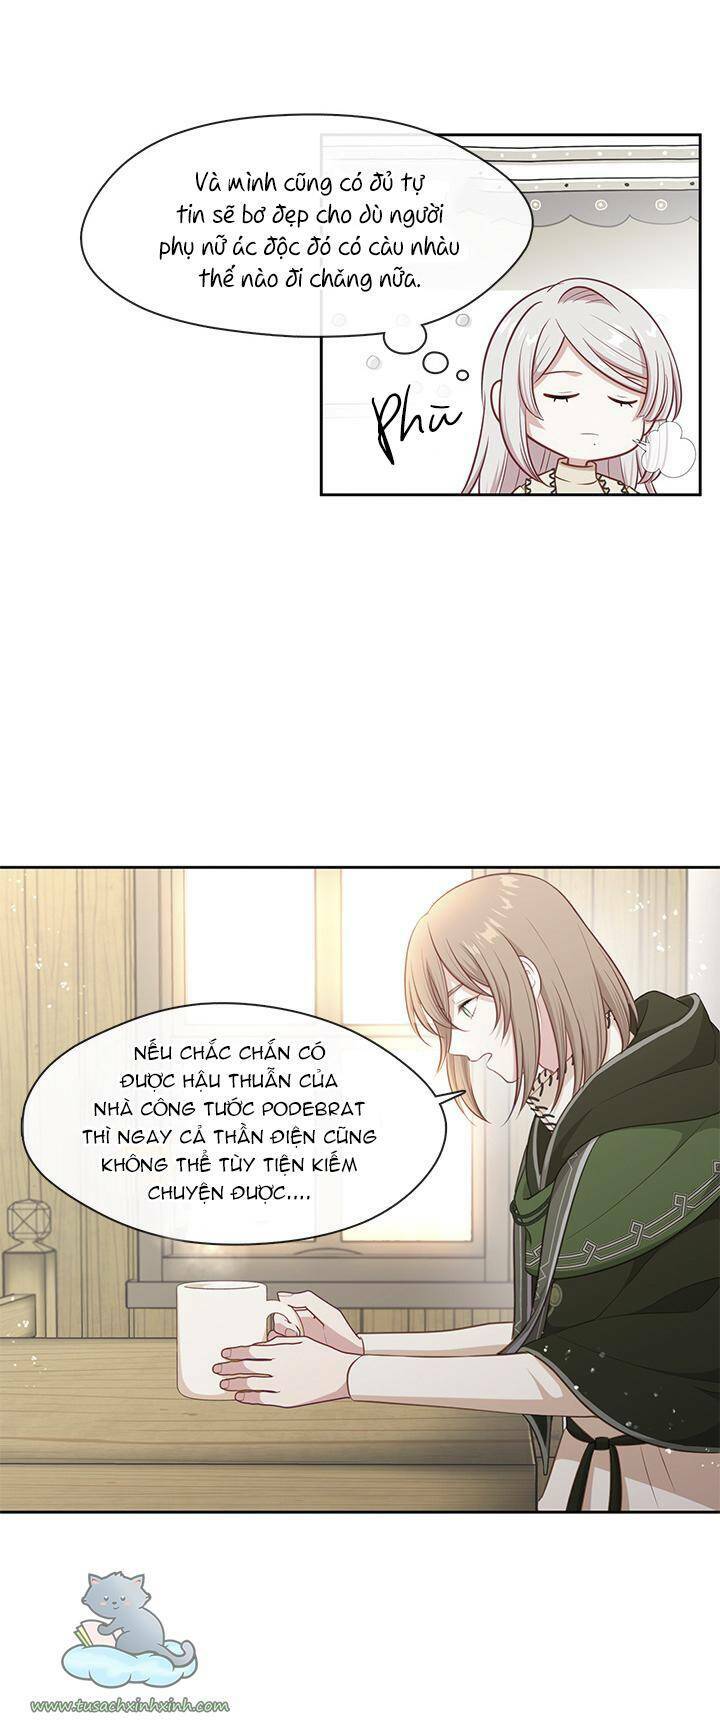 Và mình cũng có đủ tự
tin sẽ bơ đẹp cho dù người
phụ nữ ác độc đó có càu nhàu
thế nào đi chăng nữa.
Phù
NẾU CHẮC CHẮN CÓ
ĐƯỢC HẬU THUẪN CỦA
NHÀ CÔNG TƯỚC PODEBRAT
THÌ NGAY CẢ THẦN ĐIỆN CŨNG
KHÔNG THỂ TÙY TIỆN KIẾM
CHUYỆN ĐƯỢC....
www.tusachxinhxinh.com